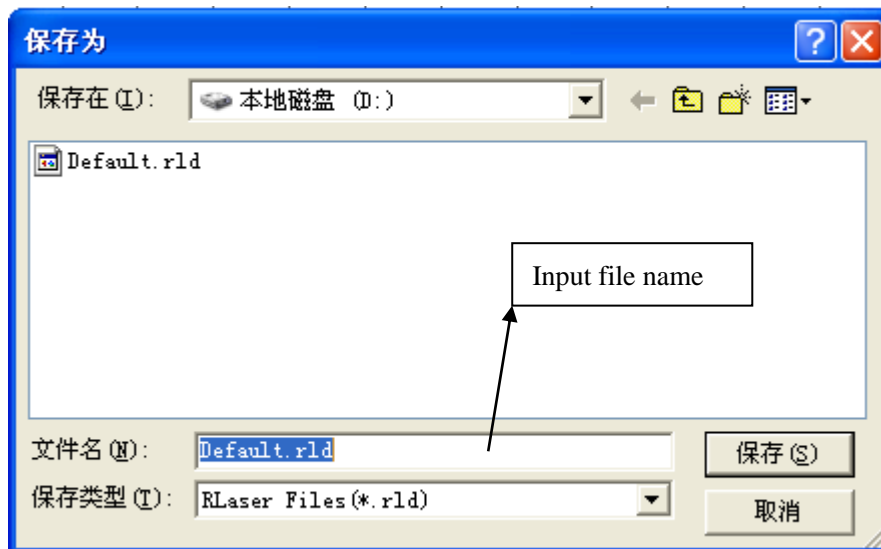 保存为
保存在(I): 本地磁盘 (D:)
Default.rld
Input file name
文件名(N): Default.rld 保存(S)
保存类型(T): RLaser Files(*.rld) 取消